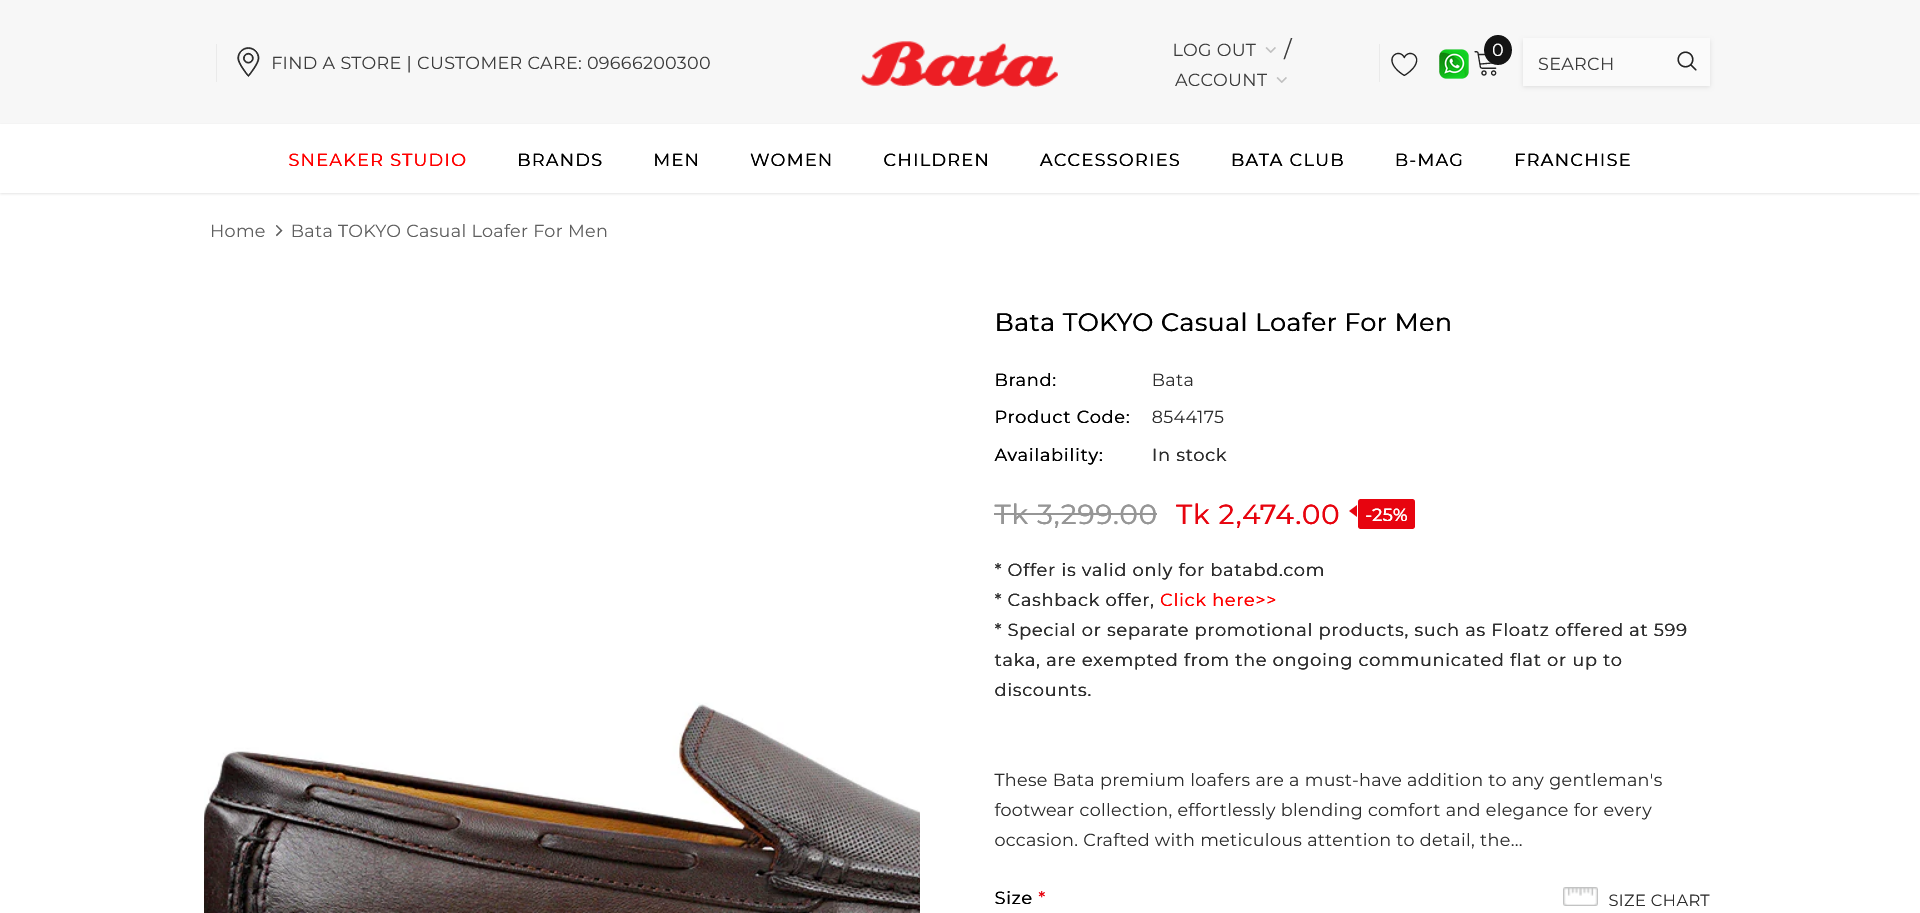 FIND A STORE | CUSTOMER CARE: 09666200300
Bata
LOG OUT /
ACCOUNT
0
SEARCH
SNEAKER STUDIO BRANDS MEN WOMEN CHILDREN ACCESSORIES BATA CLUB B-MAG FRANCHISE
Home > Bata TOKYO Casual Loafer For Men
Bata TOKYO Casual Loafer For Men
Brand: Bata
Product Code: 8544175
Availability: In stock
Tk 3,299.00 Tk 2,474.00 -25%
* Offer is valid only for batabd.com
* Cashback offer, Click here>>
* Special or separate promotional products, such as Floatz offered at 599
taka, are exempted from the ongoing communicated flat or up to
discounts.
These Bata premium loafers are a must-have addition to any gentleman's
footwear collection, effortlessly blending comfort and elegance for every
occasion. Crafted with meticulous attention to detail, the...
Size *
SIZE CHART